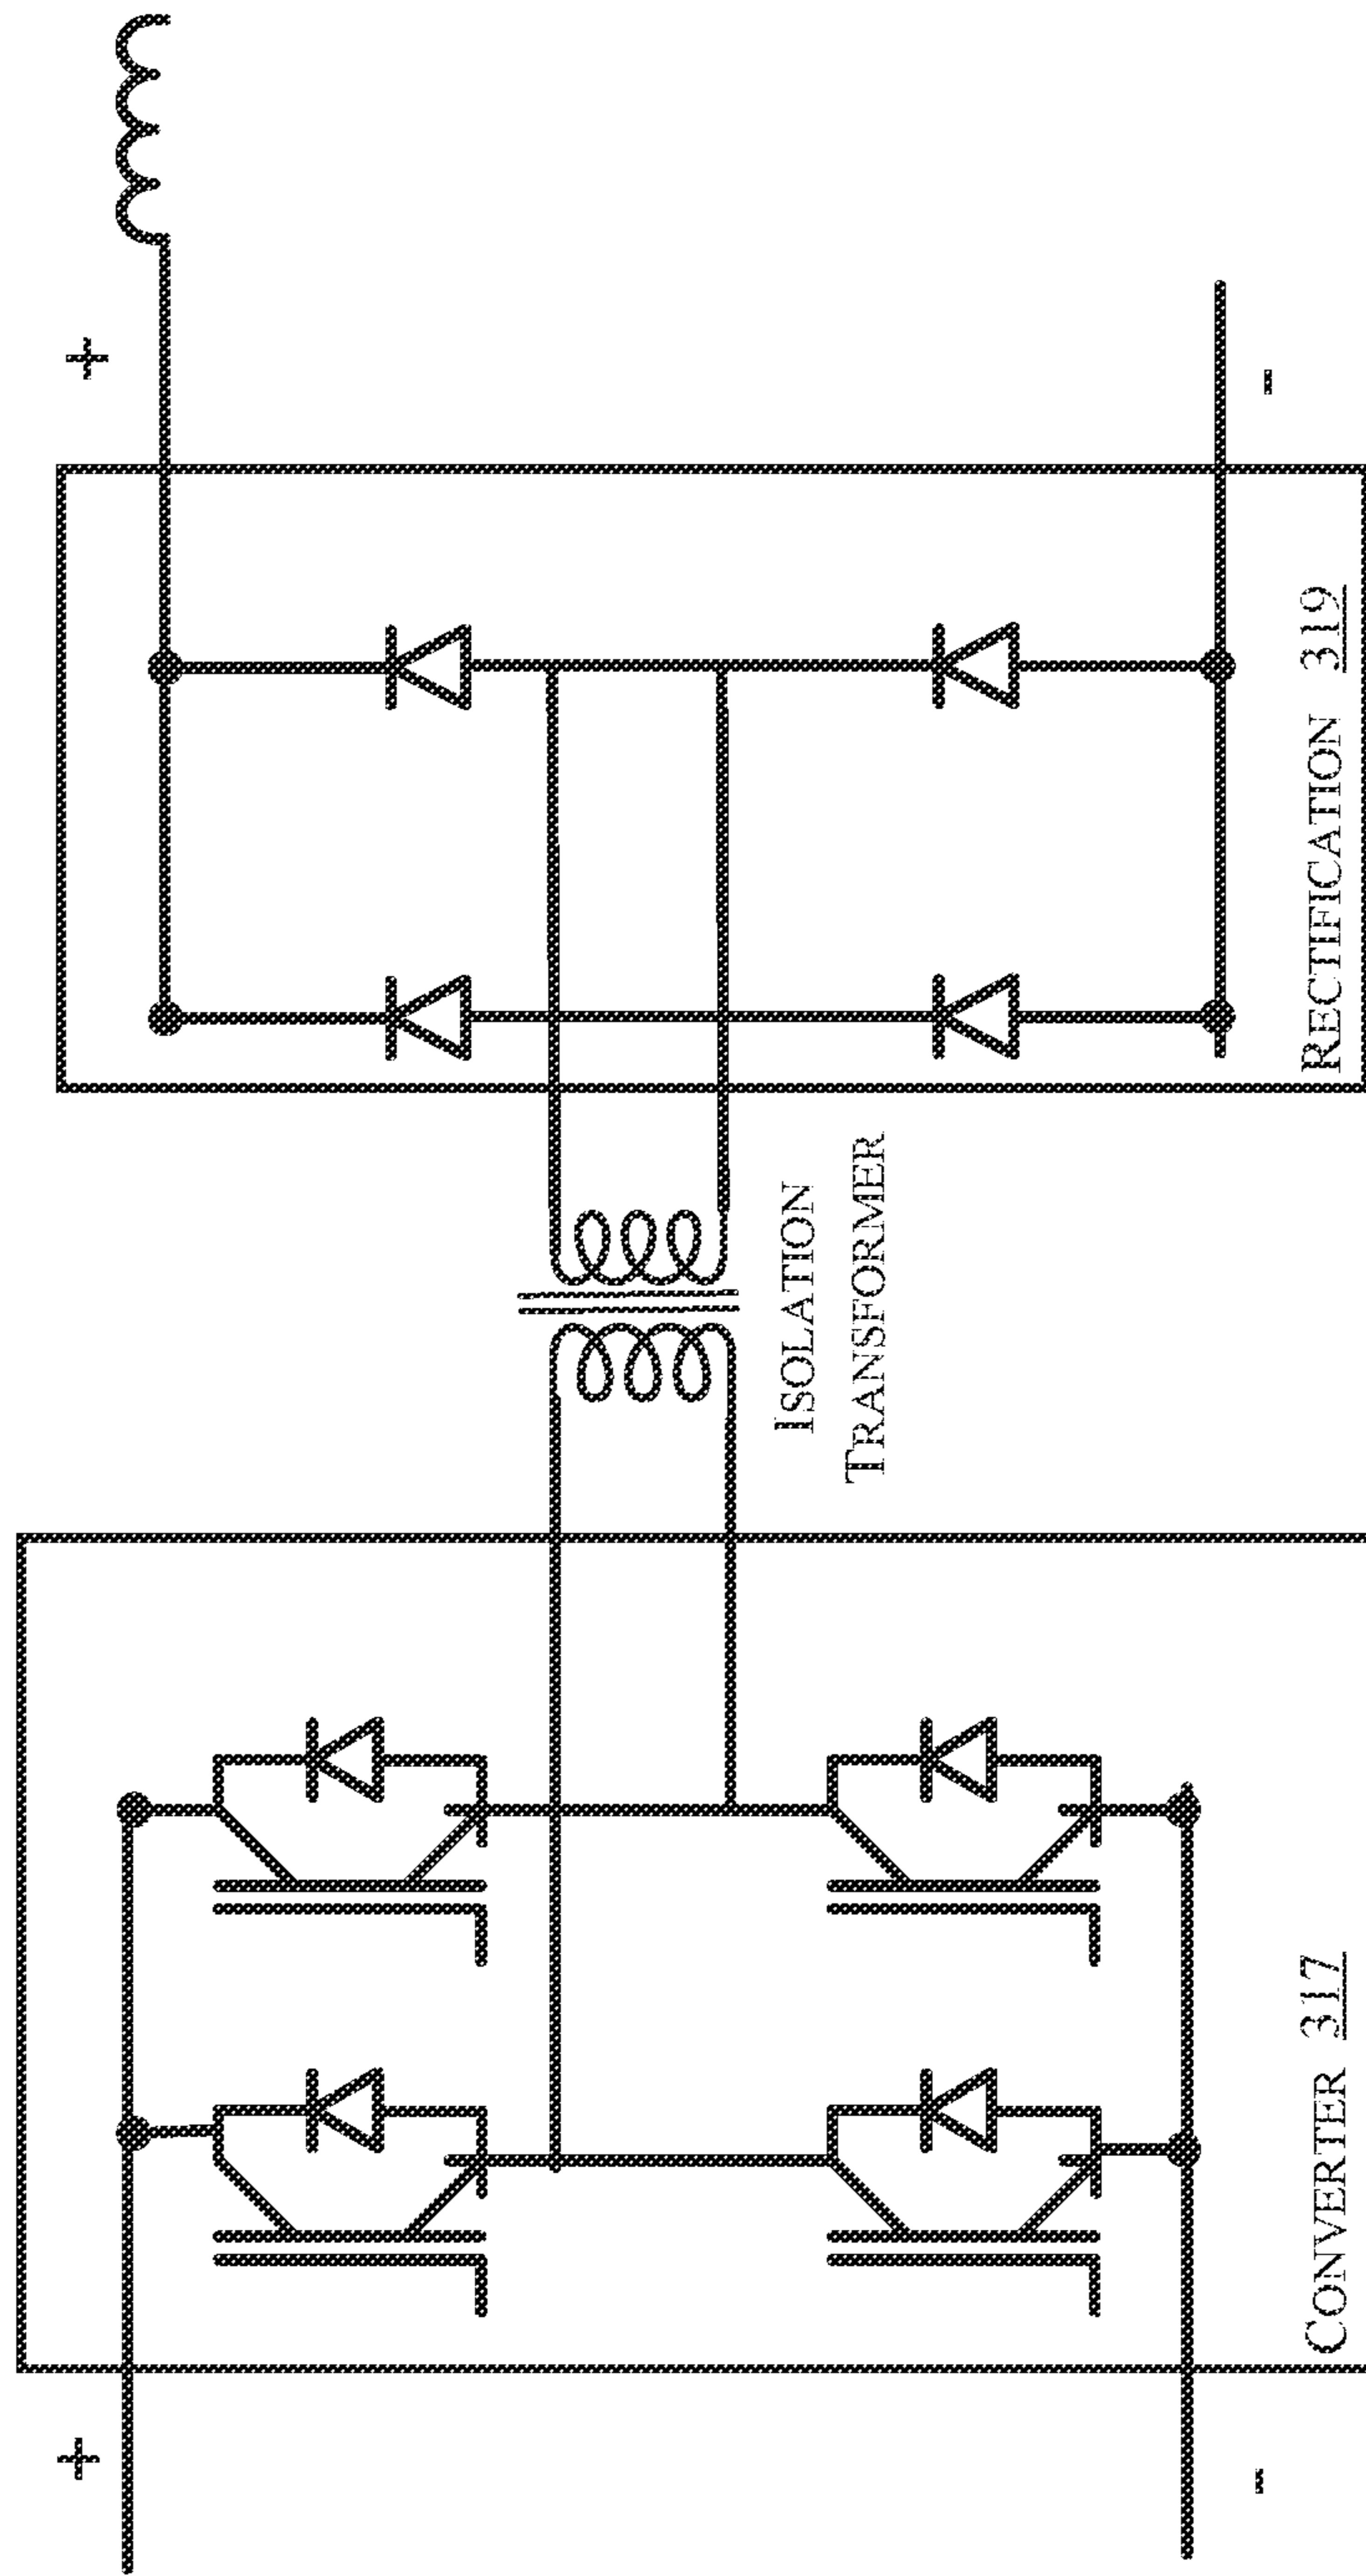 +
-
CONVERTER 317
ISOLATION
TRANSFORMER
+
-
RECTIFICATION 319